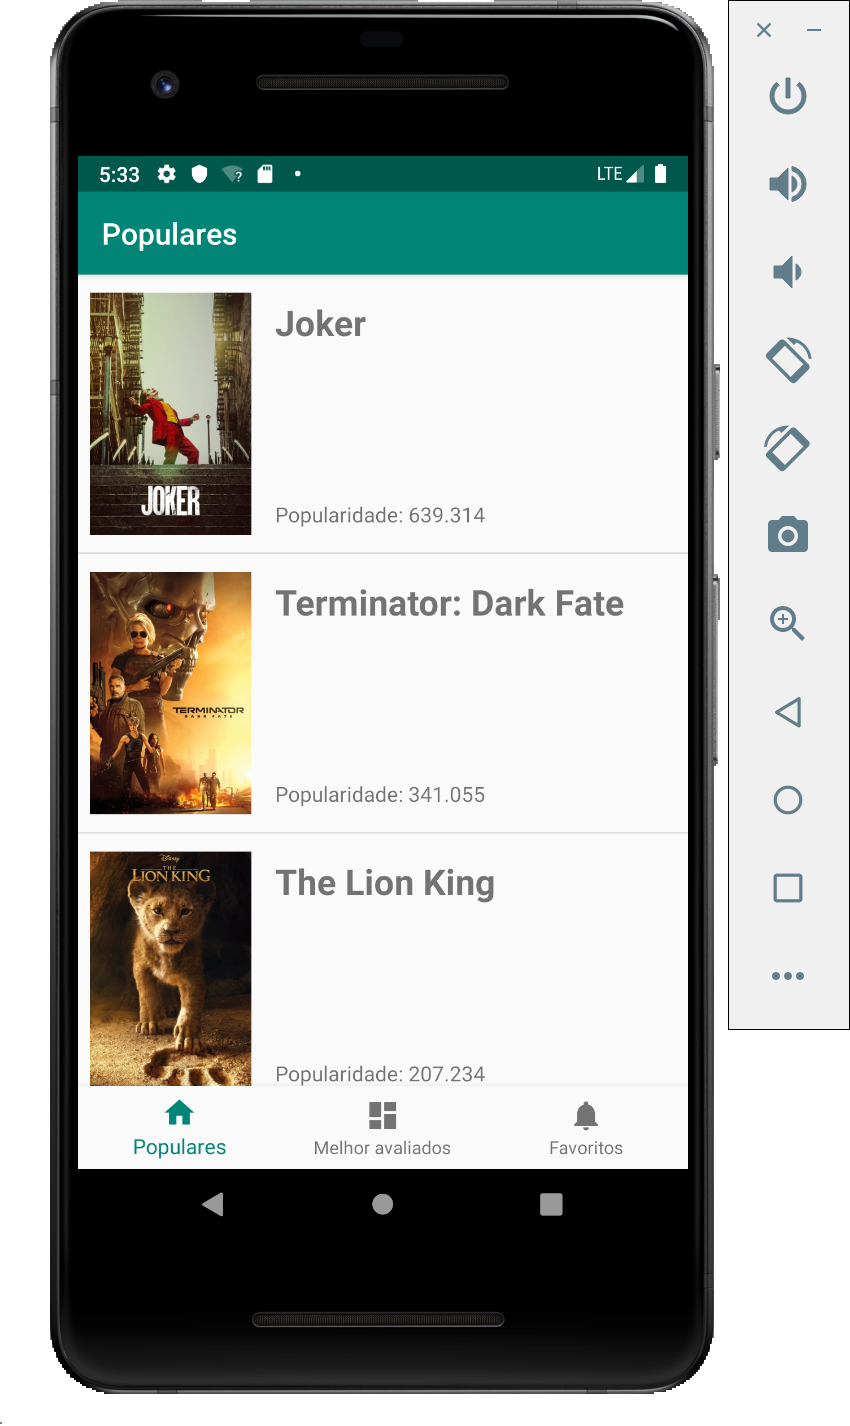 5:33
LTE
Populares
Joker
JOKER
Popularidade: 639.314
Terminator: Dark Fate
TERMINATOR
DARK FATE
Popularidade: 341.055
Disney
THE
LION KING
The Lion King
Popularidade: 207.234
Populares
Melhor avaliados
Favoritos